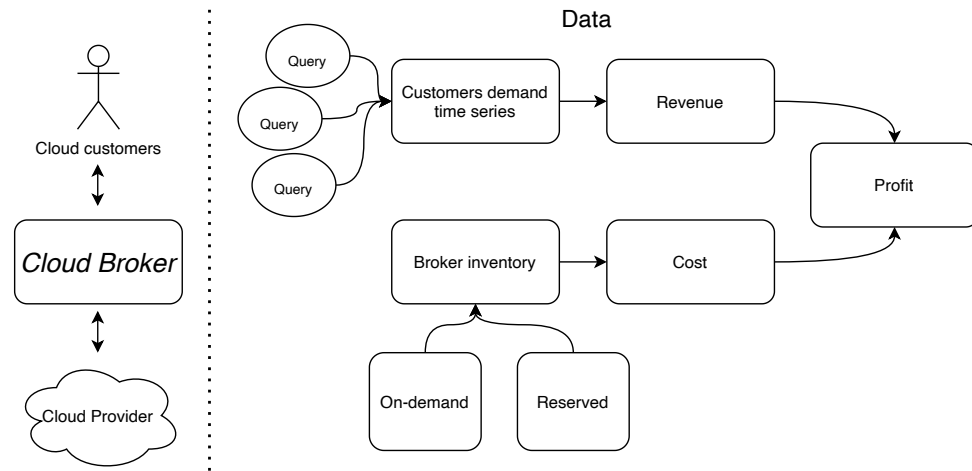 Data
Query
Query
Query
Customers demand
time series
Revenue
Profit
Cloud customers
Cloud Broker
Broker inventory
Cost
On-demand
Reserved
Cloud Provider